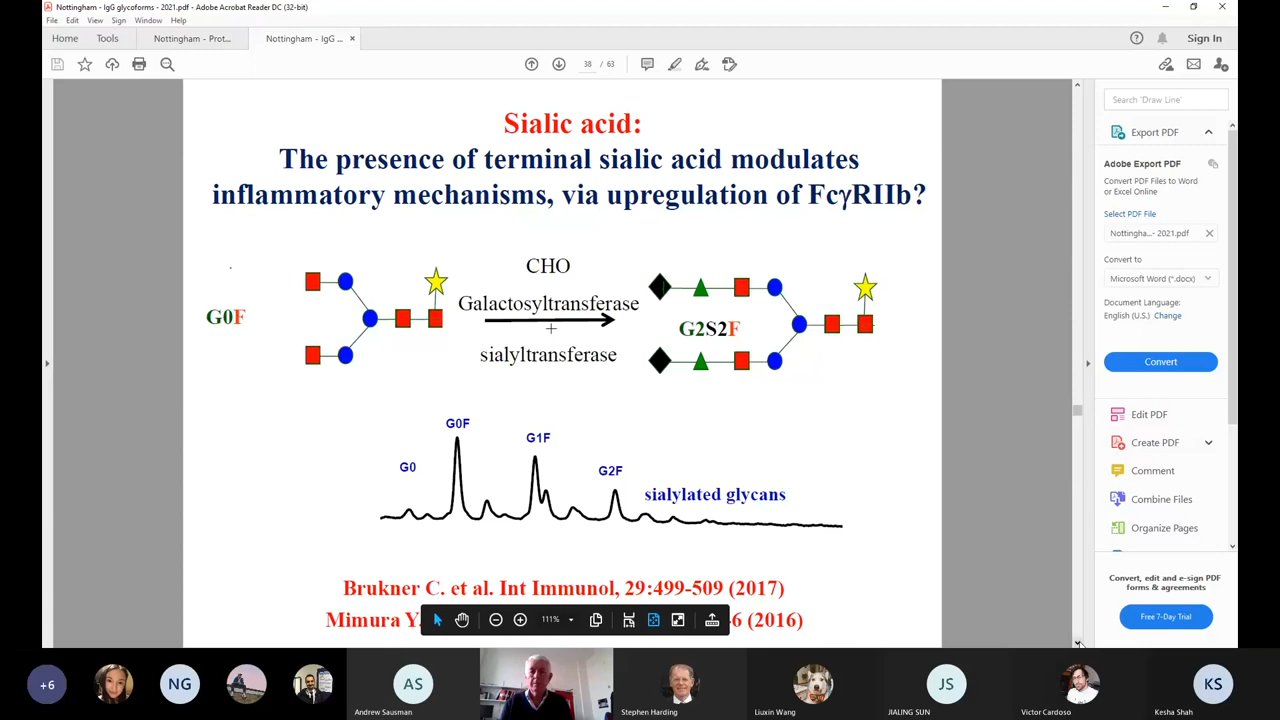 Nottingham - IgG glycoforms - 2021.pdf - Adobe Acrobat Reader DC (32-bit)
File Edit View Sign Window Help
Home Tools Nottingham - Prot... Nottingham - IgG ... × Sign In
38 / 63
Search 'Draw Line'
Export PDF
Adobe Export PDF
Convert PDF Files to Word
or Excel Online
Select PDF File
Nottingha...- 2021.pdf
Convert to
Microsoft Word (*.docx)
Document Language:
English (U.S.) Change
Convert
Edit PDF
Create PDF
Comment
Combine Files
Organize Pages
Convert, edit and e-sign PDF
forms & agreements
Free 7-Day Trial
Sialic acid:
The presence of terminal sialic acid modulates
inflammatory mechanisms, via upregulation of FcγRIIb?
CHO
Galactosyltransferase
+
sialyltransferase
G0F
G2S2F
G0
G0F
G1F
G2F
sialylated glycans
Brukner C. et al. Int Immunol, 29:499-509 (2017)
Mimura Y. -6 (2016)
111%
+6
NG
AS
JS
KS
Andrew Sausman
Stephen Harding
Liuxin Wang
JIALING SUN
Victor Cardoso
Kesha Shah